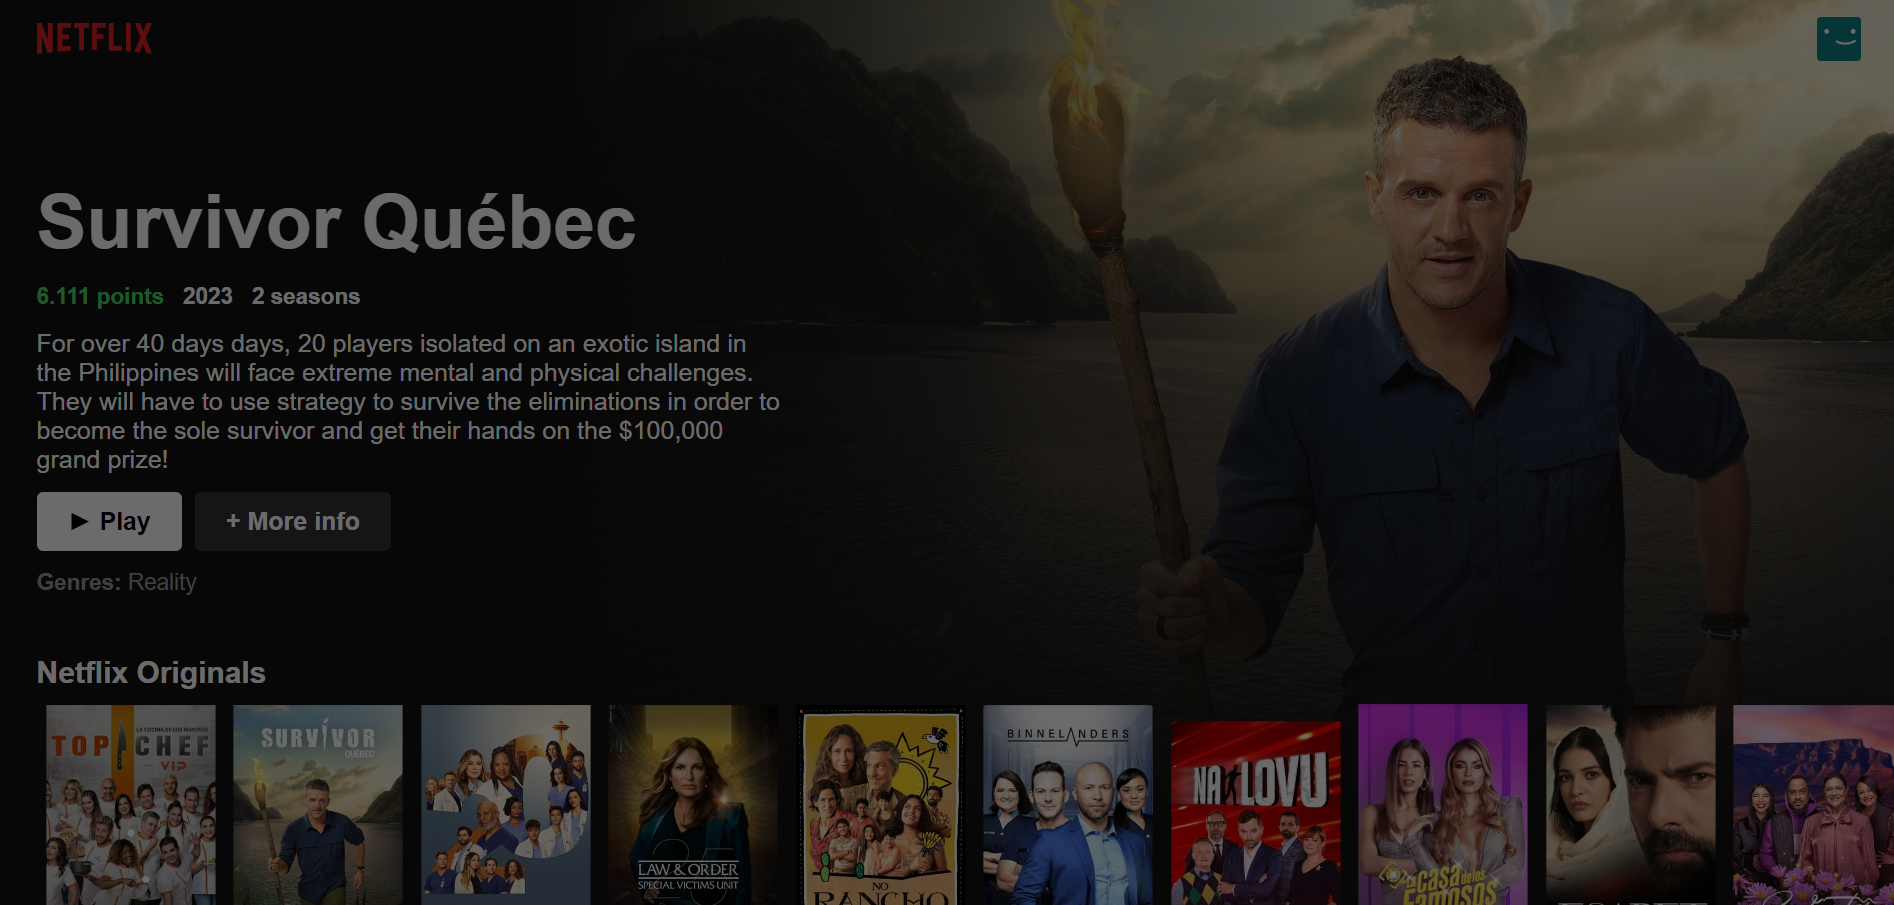 NETFLIX
Survivor Québec
6.111 points 2023 2 seasons
For over 40 days days, 20 players isolated on an exotic island in
the Philippines will face extreme mental and physical challenges.
They will have to use strategy to survive the eliminations in order to
become the sole survivor and get their hands on the $100,000
grand prize!
► Play
+ More info
Genres: Reality
Netflix Originals
LA COCINA DE LOS FAMOSOS
TOP CHEF
VIP
SURVIVOR
QUÉBEC
25
LAW & ORDER
SPECIAL VICTIMS UNIT
NO
RANCHO
BINNELANDERS
NA LOVU
La casa de los
Famosos